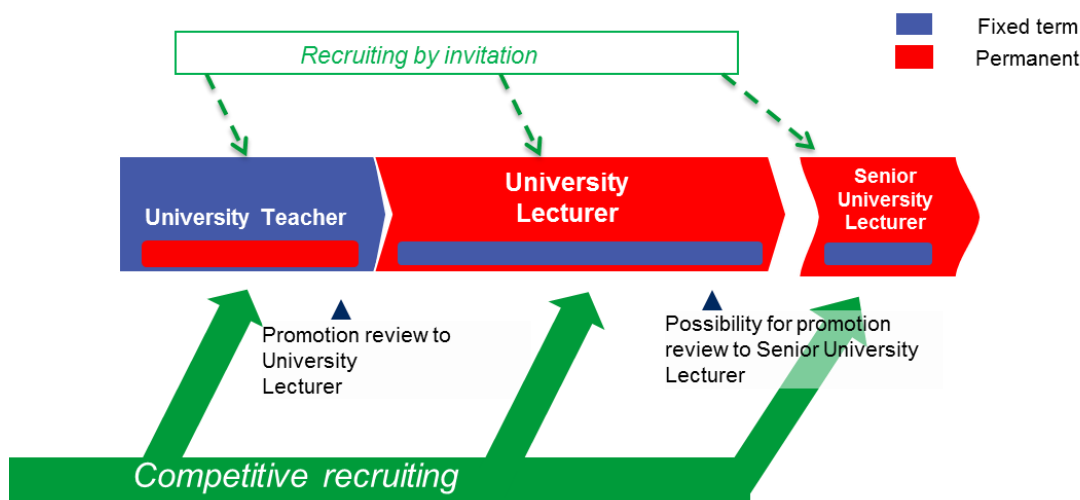 Fixed term
Permanent
Recruiting by invitation
University Teacher
University
Lecturer
Senior
University
Lecturer
Promotion review to
University
Lecturer
Possibility for promotion
review to Senior University
Lecturer
Competitive recruiting